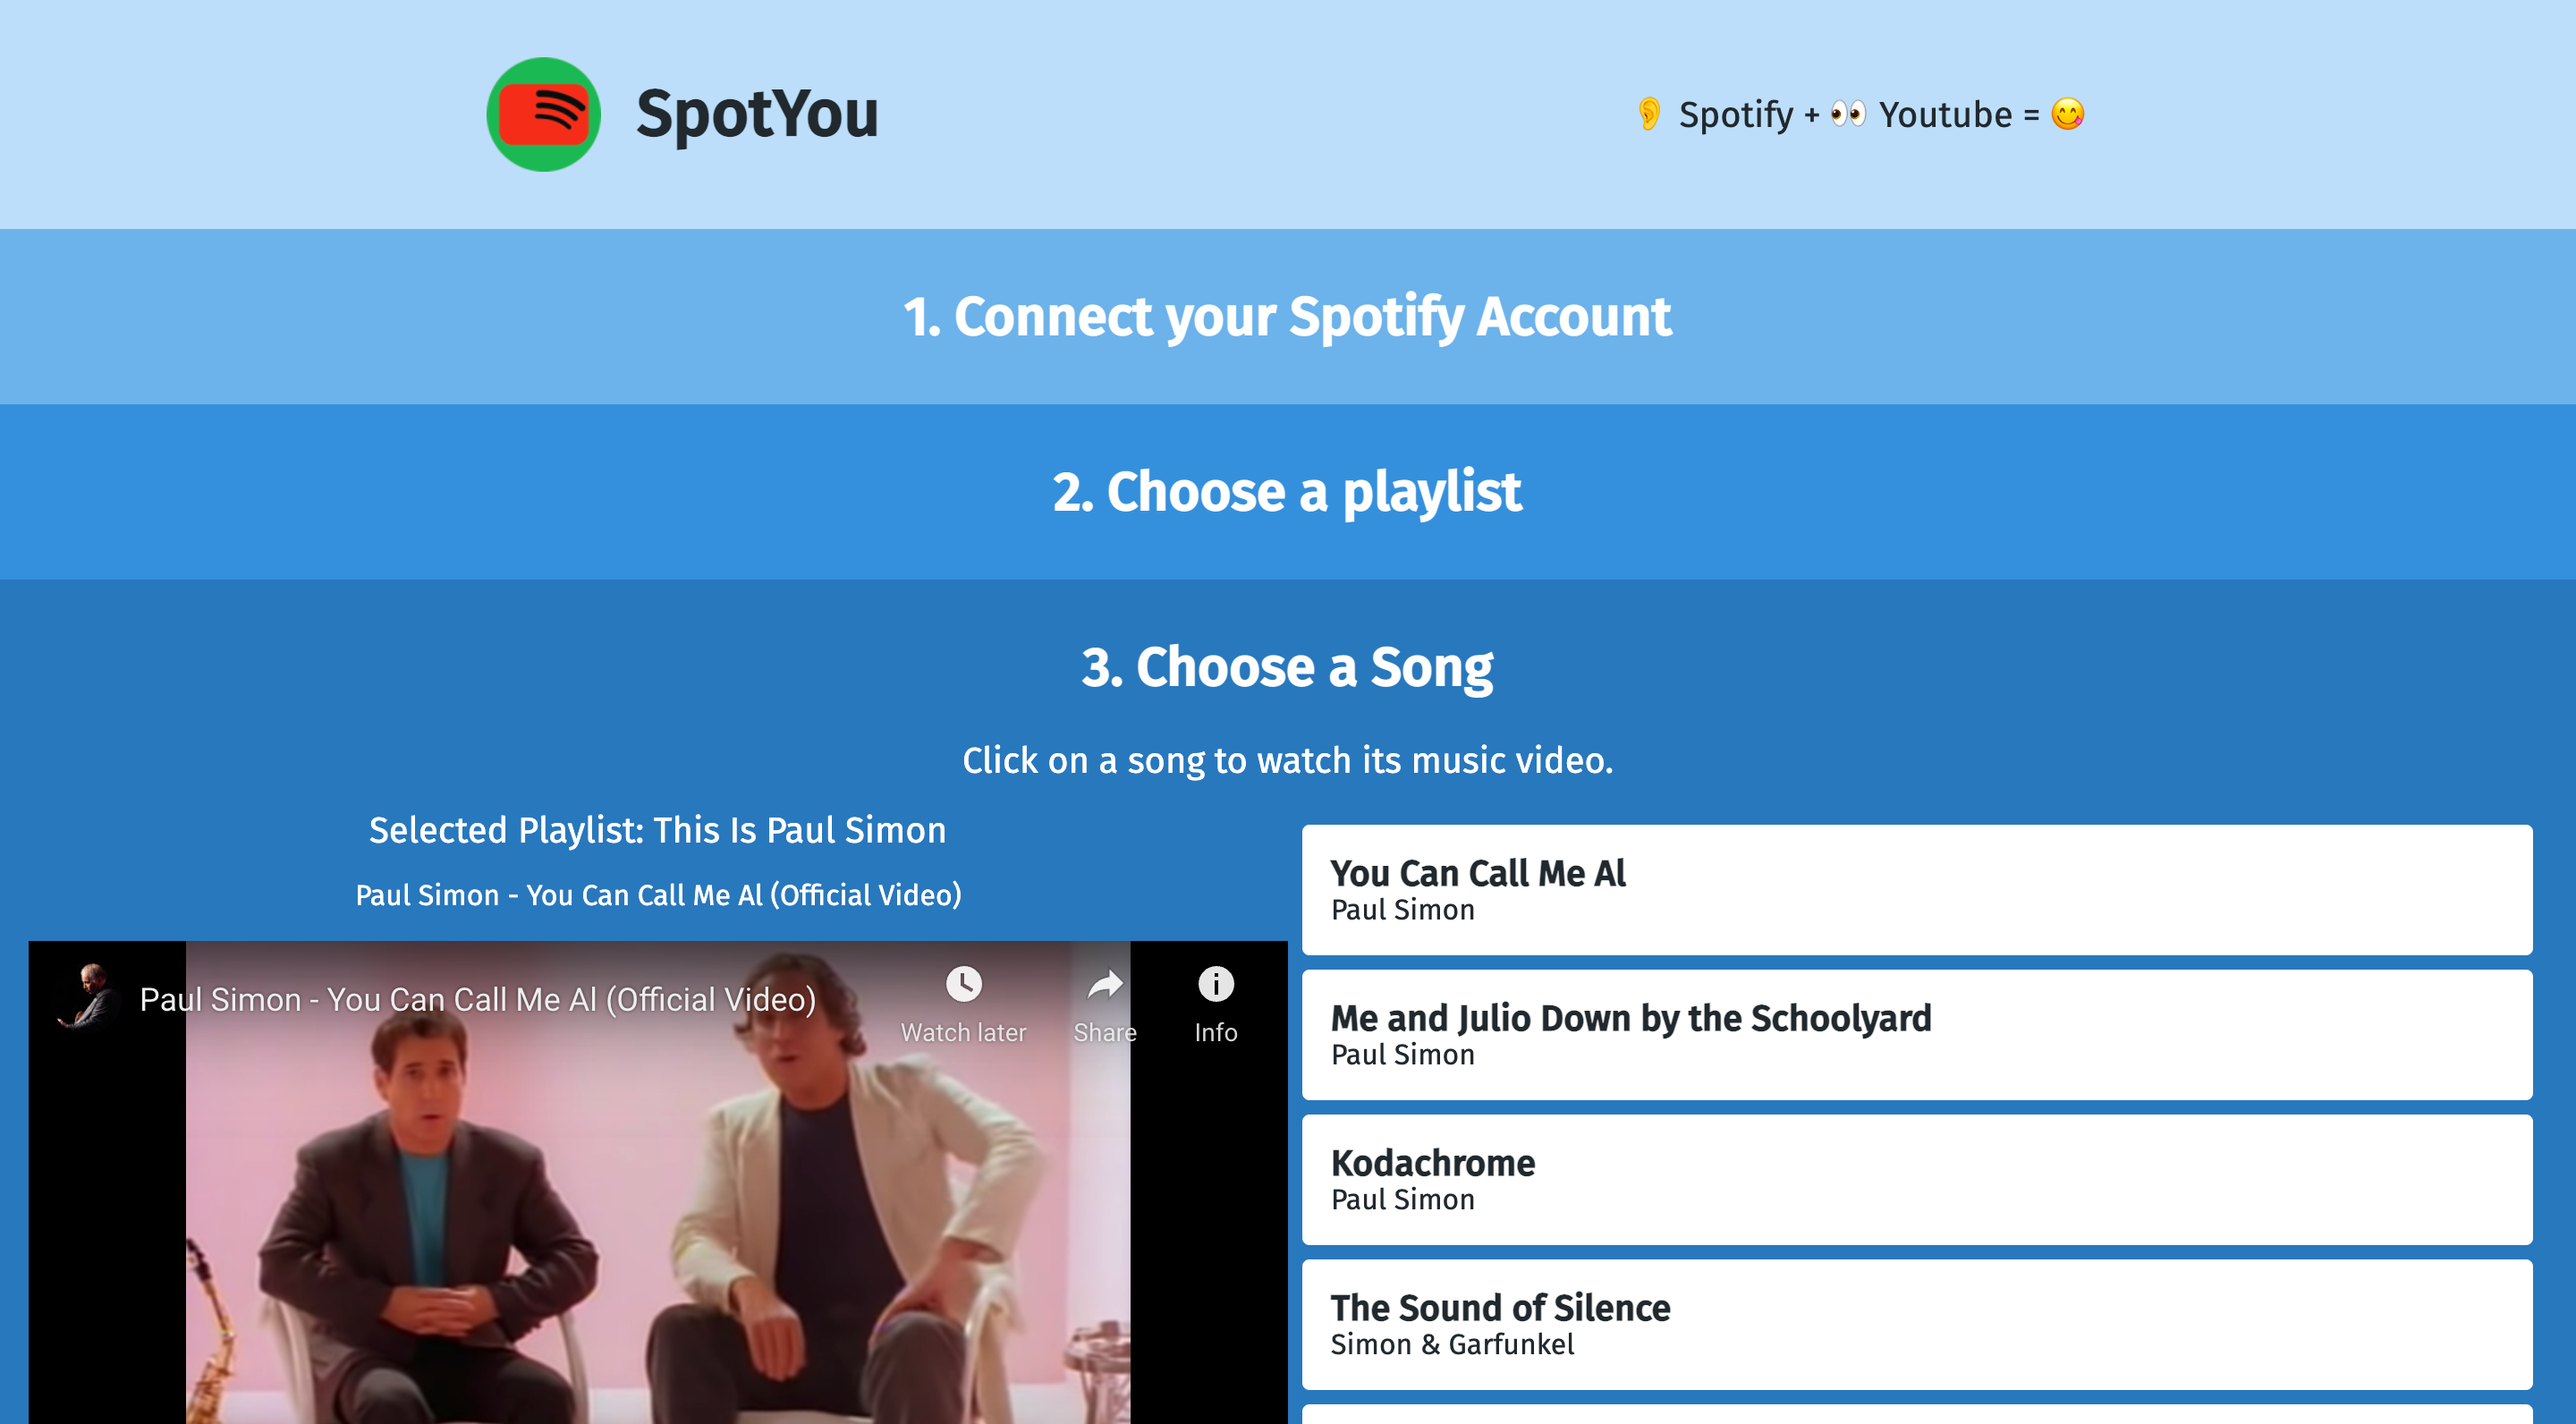 SpotYou
👂 Spotify + 👀 Youtube = 😋
1. Connect your Spotify Account
2. Choose a playlist
3. Choose a Song
Click on a song to watch its music video.
Selected Playlist: This Is Paul Simon
Paul Simon - You Can Call Me Al (Official Video)
Paul Simon - You Can Call Me Al (Official Video)
Watch later
Share
Info
You Can Call Me Al
Paul Simon
Me and Julio Down by the Schoolyard
Paul Simon
Kodachrome
Paul Simon
The Sound of Silence
Simon & Garfunkel